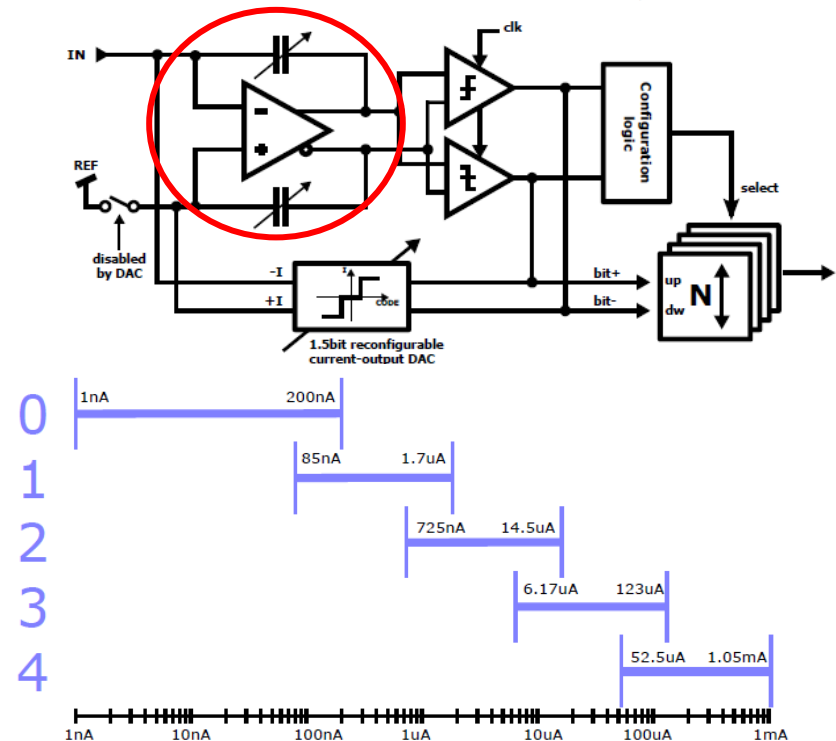 clk
IN
Configuration
logic
REF
select
disabled
by DAC
-I
+I
I
CODE
bit+
bit-
up
dw
N
1.5bit reconfigurable
current-output DAC
0
1nA 200nA
1
85nA 1.7uA
2
725nA 14.5uA
3
6.17uA 123uA
4
52.5uA 1.05mA
1nA 10nA 100nA 1uA 10uA 100uA 1mA